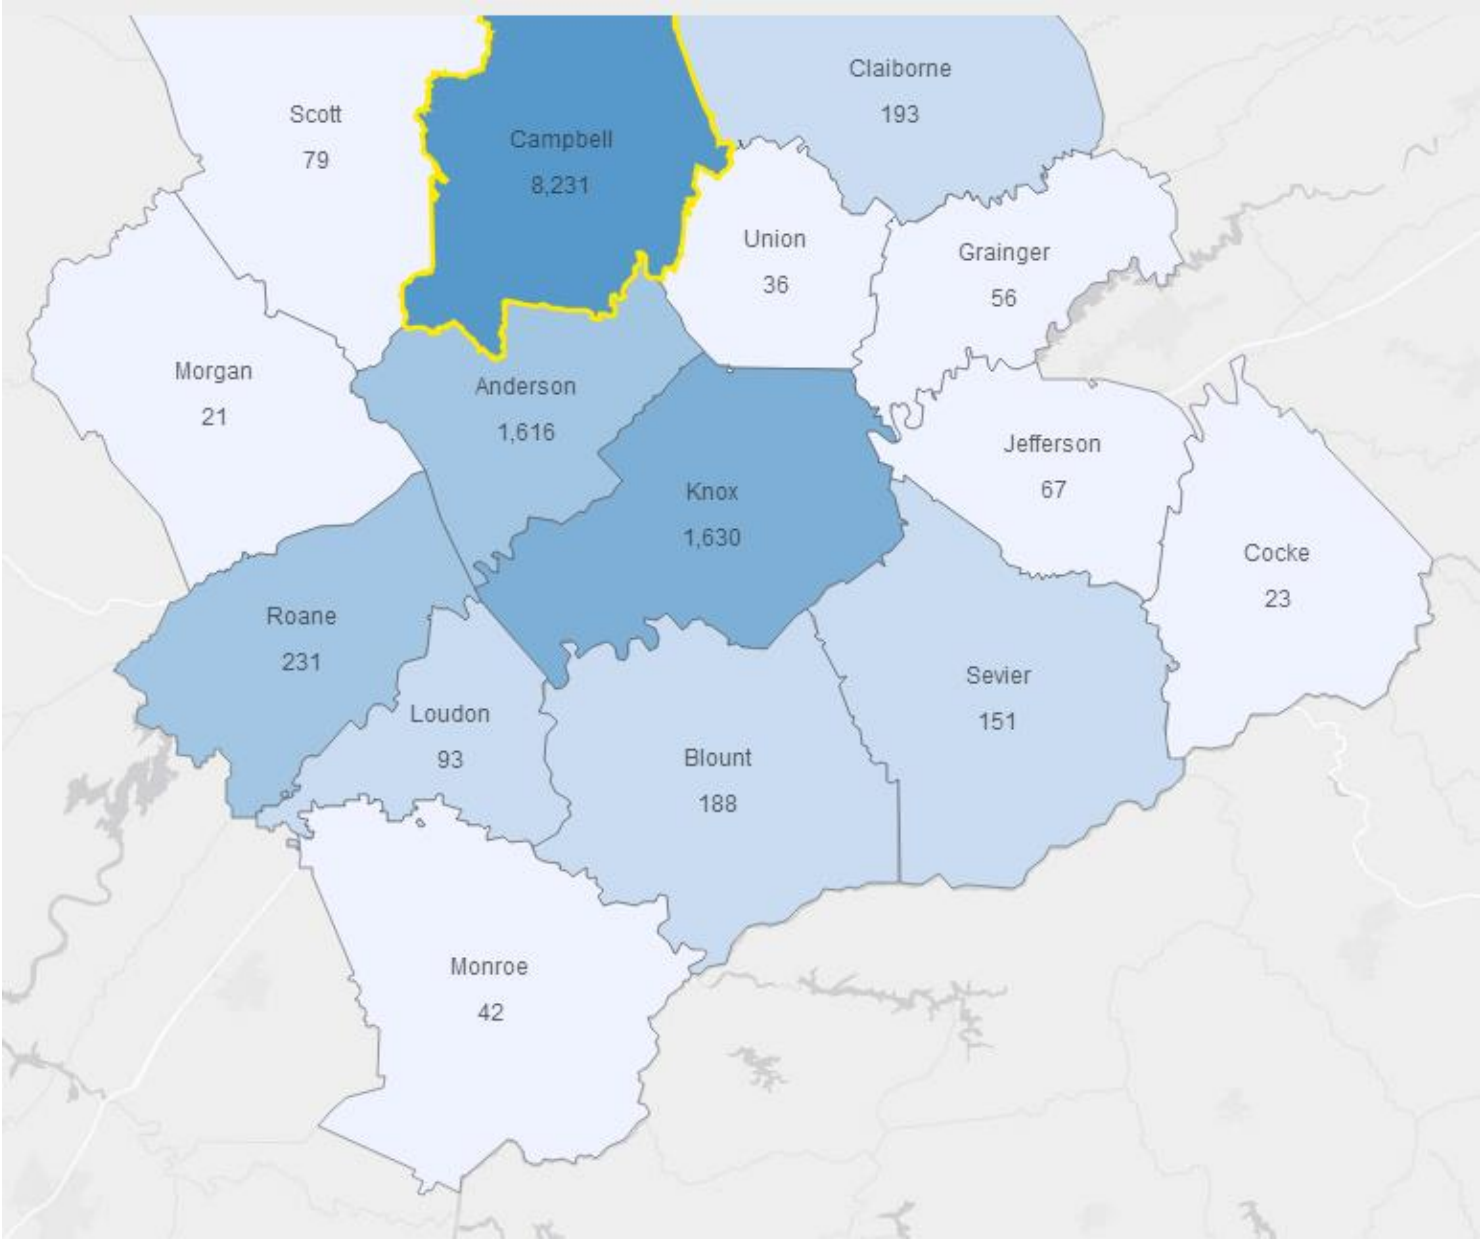 Claiborne
193
Scott
79
Campbell
8,231
Union
36
Grainger
56
Morgan
21
Anderson
1,616
Jefferson
67
Knox
1,630
Cocke
23
Roane
231
Sevier
151
Loudon
93
Blount
188
Monroe
42